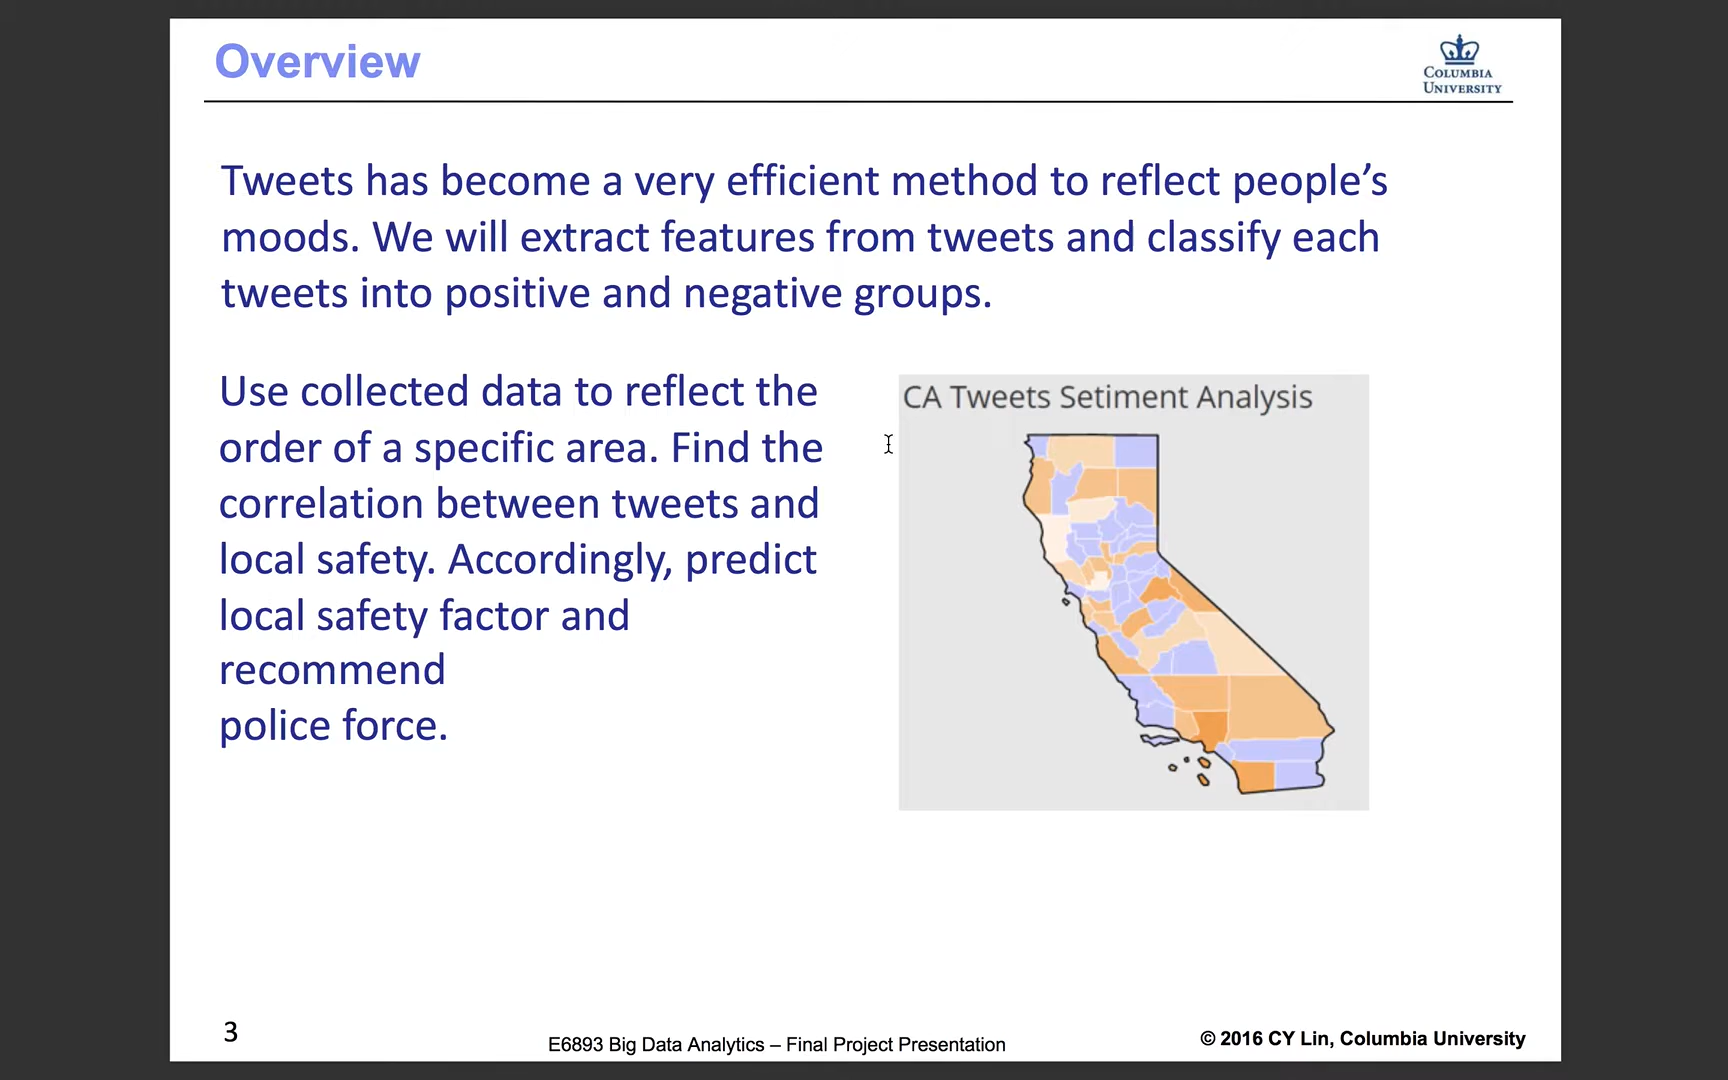 Overview
COLUMBIA
UNIVERSITY
Tweets has become a very efficient method to reflect people’s
moods. We will extract features from tweets and classify each
tweets into positive and negative groups.
Use collected data to reflect the
order of a specific area. Find the
correlation between tweets and
local safety. Accordingly, predict
local safety factor and
recommend
police force.
CA Tweets Setiment Analysis
3
E6893 Big Data Analytics – Final Project Presentation
© 2016 CY Lin, Columbia University